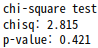 chi-square test
chisq: 2.815
p-value: 0.421